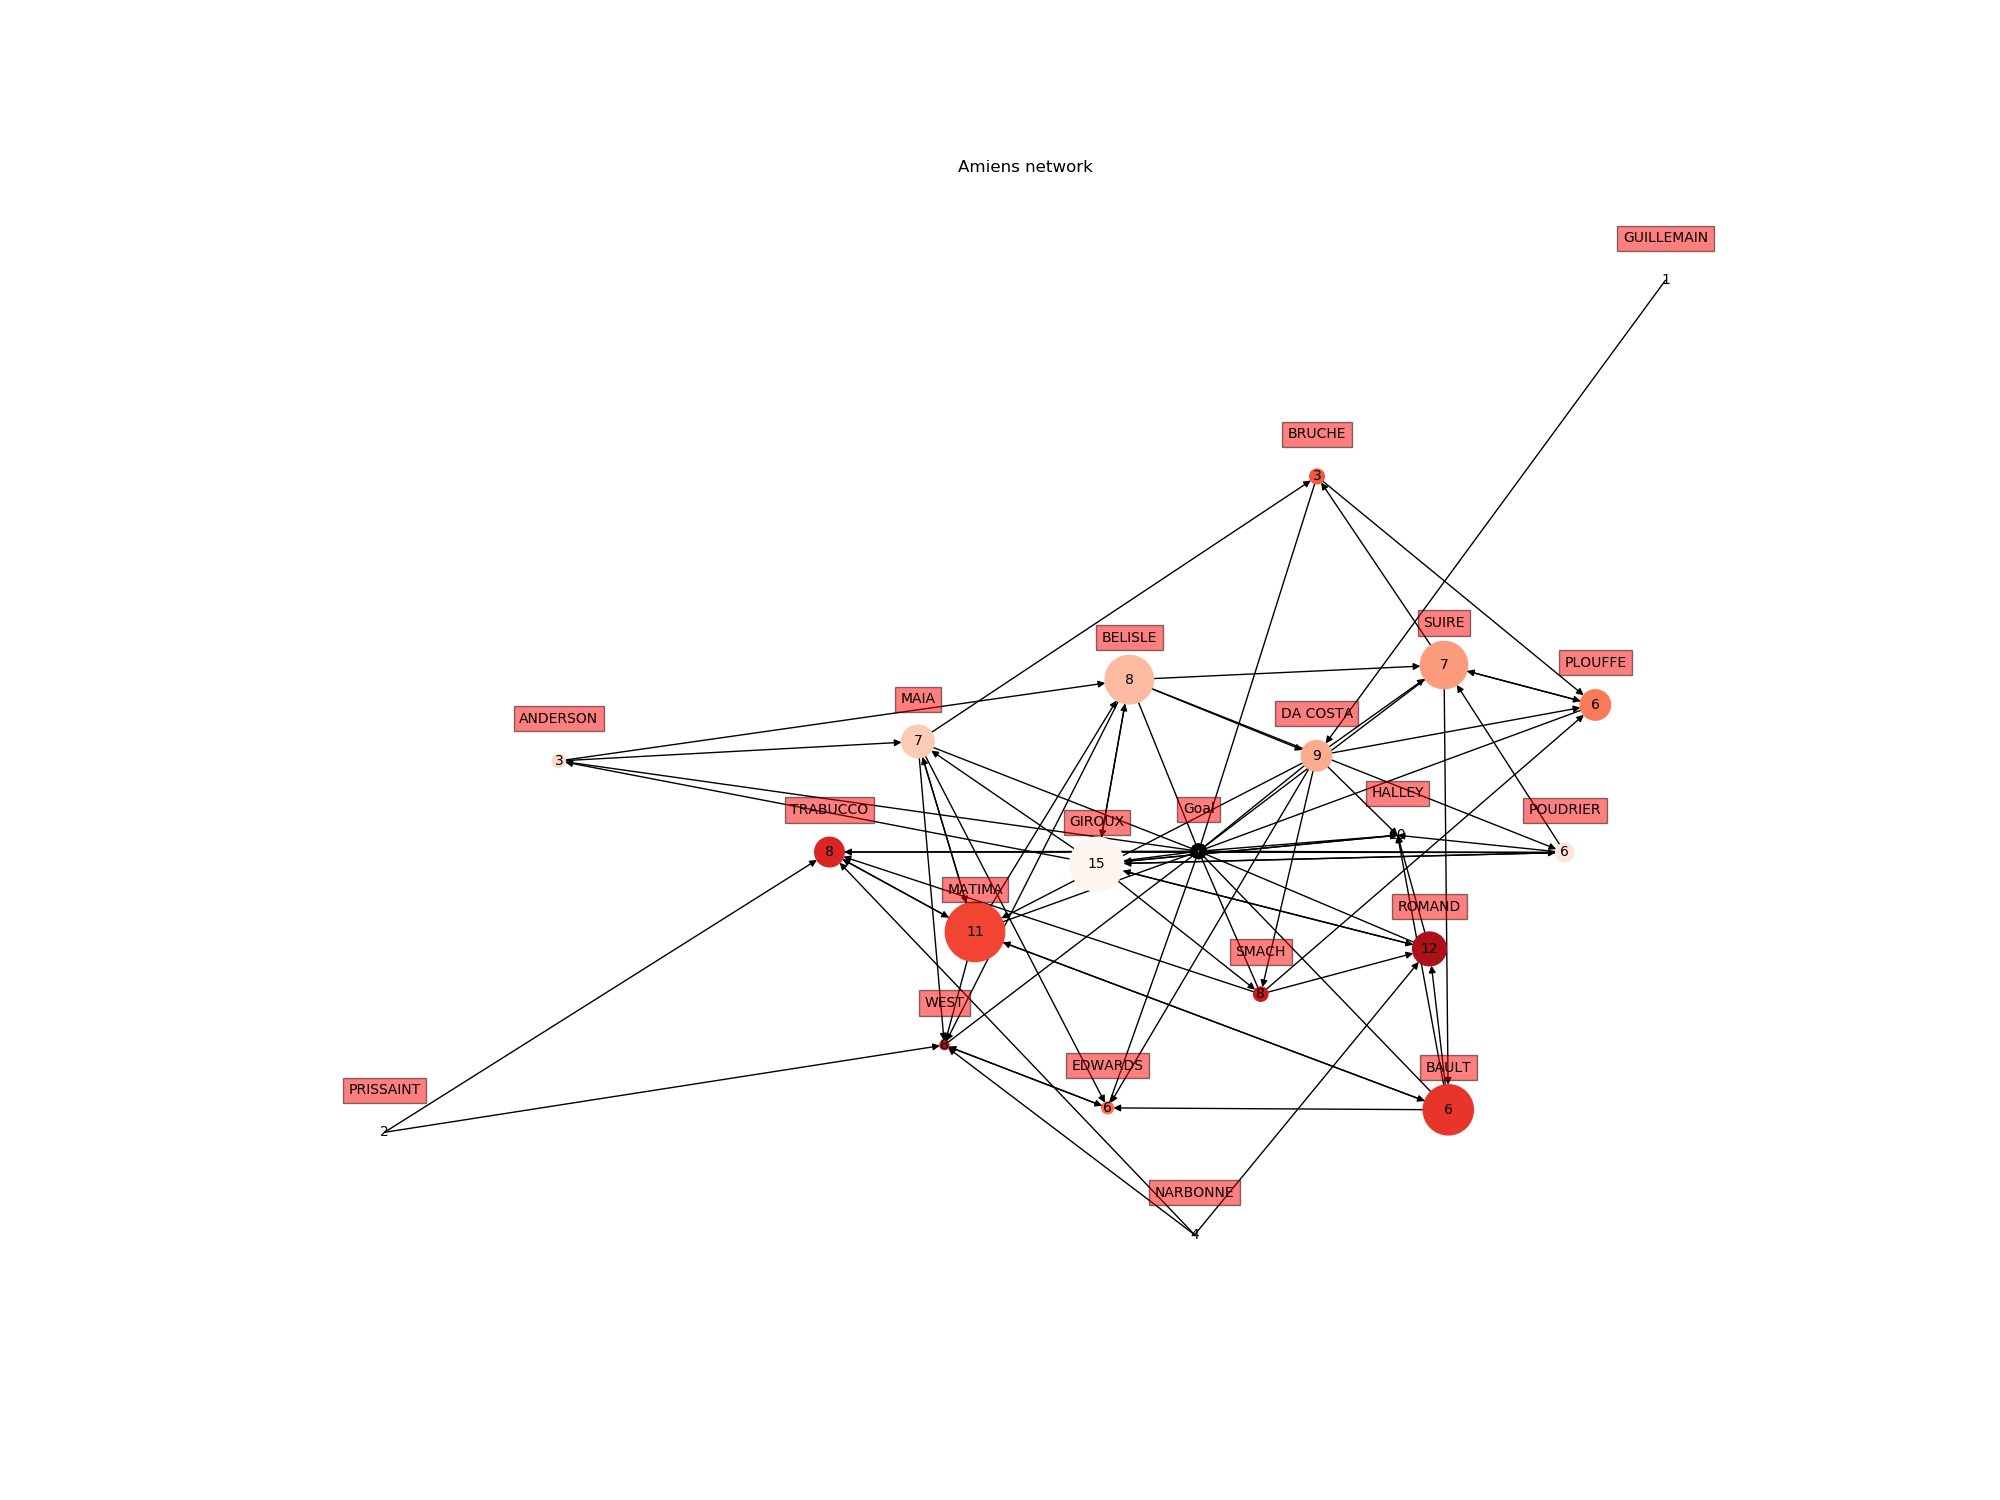 Amiens network
GUILLEMAIN
1
BRUCHE
3
SUIRE
7
BELISLE
8
PLOUFFE
6
MAIA
7
DA COSTA
9
ANDERSON
3
HALLEY
TRABUCCO
8
GIROUX
15
Goal
POUDRIER
6
MATIMA
11
ROMAND
12
SMACH
8
WEST
EDWARDS
6
BAULT
6
PRISSAINT
2
NARBONNE
4